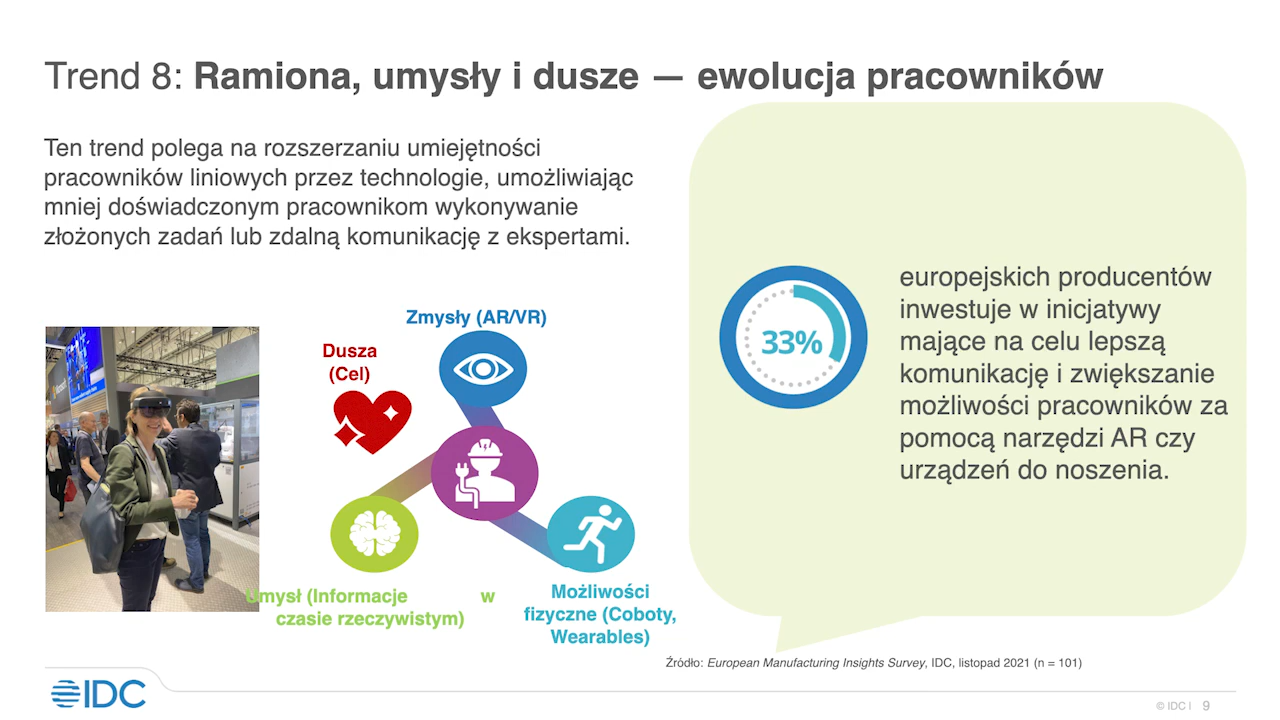 Trend 8: Ramiona, umysły i dusze — ewolucja pracowników
Ten trend polega na rozszerzaniu umiejętności
pracowników liniowych przez technologie, umożliwiając
mniej doświadczonym pracownikom wykonywanie
złożonych zadań lub zdalną komunikację z ekspertami.
Zmysły (AR/VR)
Dusza
(Cel)
Umysł (Informacje w
czasie rzeczywistym)
Możliwości
fizyczne (Coboty,
Wearables)
33%
europejskich producentów
inwestuje w inicjatywy
mające na celu lepszą
komunikację i zwiększanie
możliwości pracowników za
pomocą narzędzi AR czy
urządzeń do noszenia.
Źródło: European Manufacturing Insights Survey, IDC, listopad 2021 (n = 101)
IDC
© IDC | 9